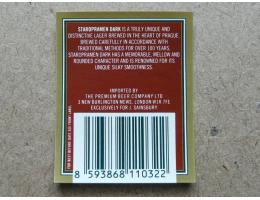 STAROPRAMEN DARK IS A TRULY UNIQUE AND
DISTINCTIVE LAGER BREWED IN THE HEART OF PRAGUE
BREWED CAREFULLY IN ACCORDANCE WITH
TRADITIONAL METHODS FOR OVER 100 YEARS,
STAROPRAMEN DARK HAS A MEMORABLE, MELLOW AND
ROUNDED CHARACTER AND IS RENOWNED FOR ITS
UNIQUE SILKY SMOOTHNESS.
IMPORTED BY
THE PREMIUM BEER COMPANY LTD
3 NEW BURLINGTON MEWS, LONDON W1R 7FE
EXCLUSIVELY FOR J. SAINSBURY
8 593868 110322